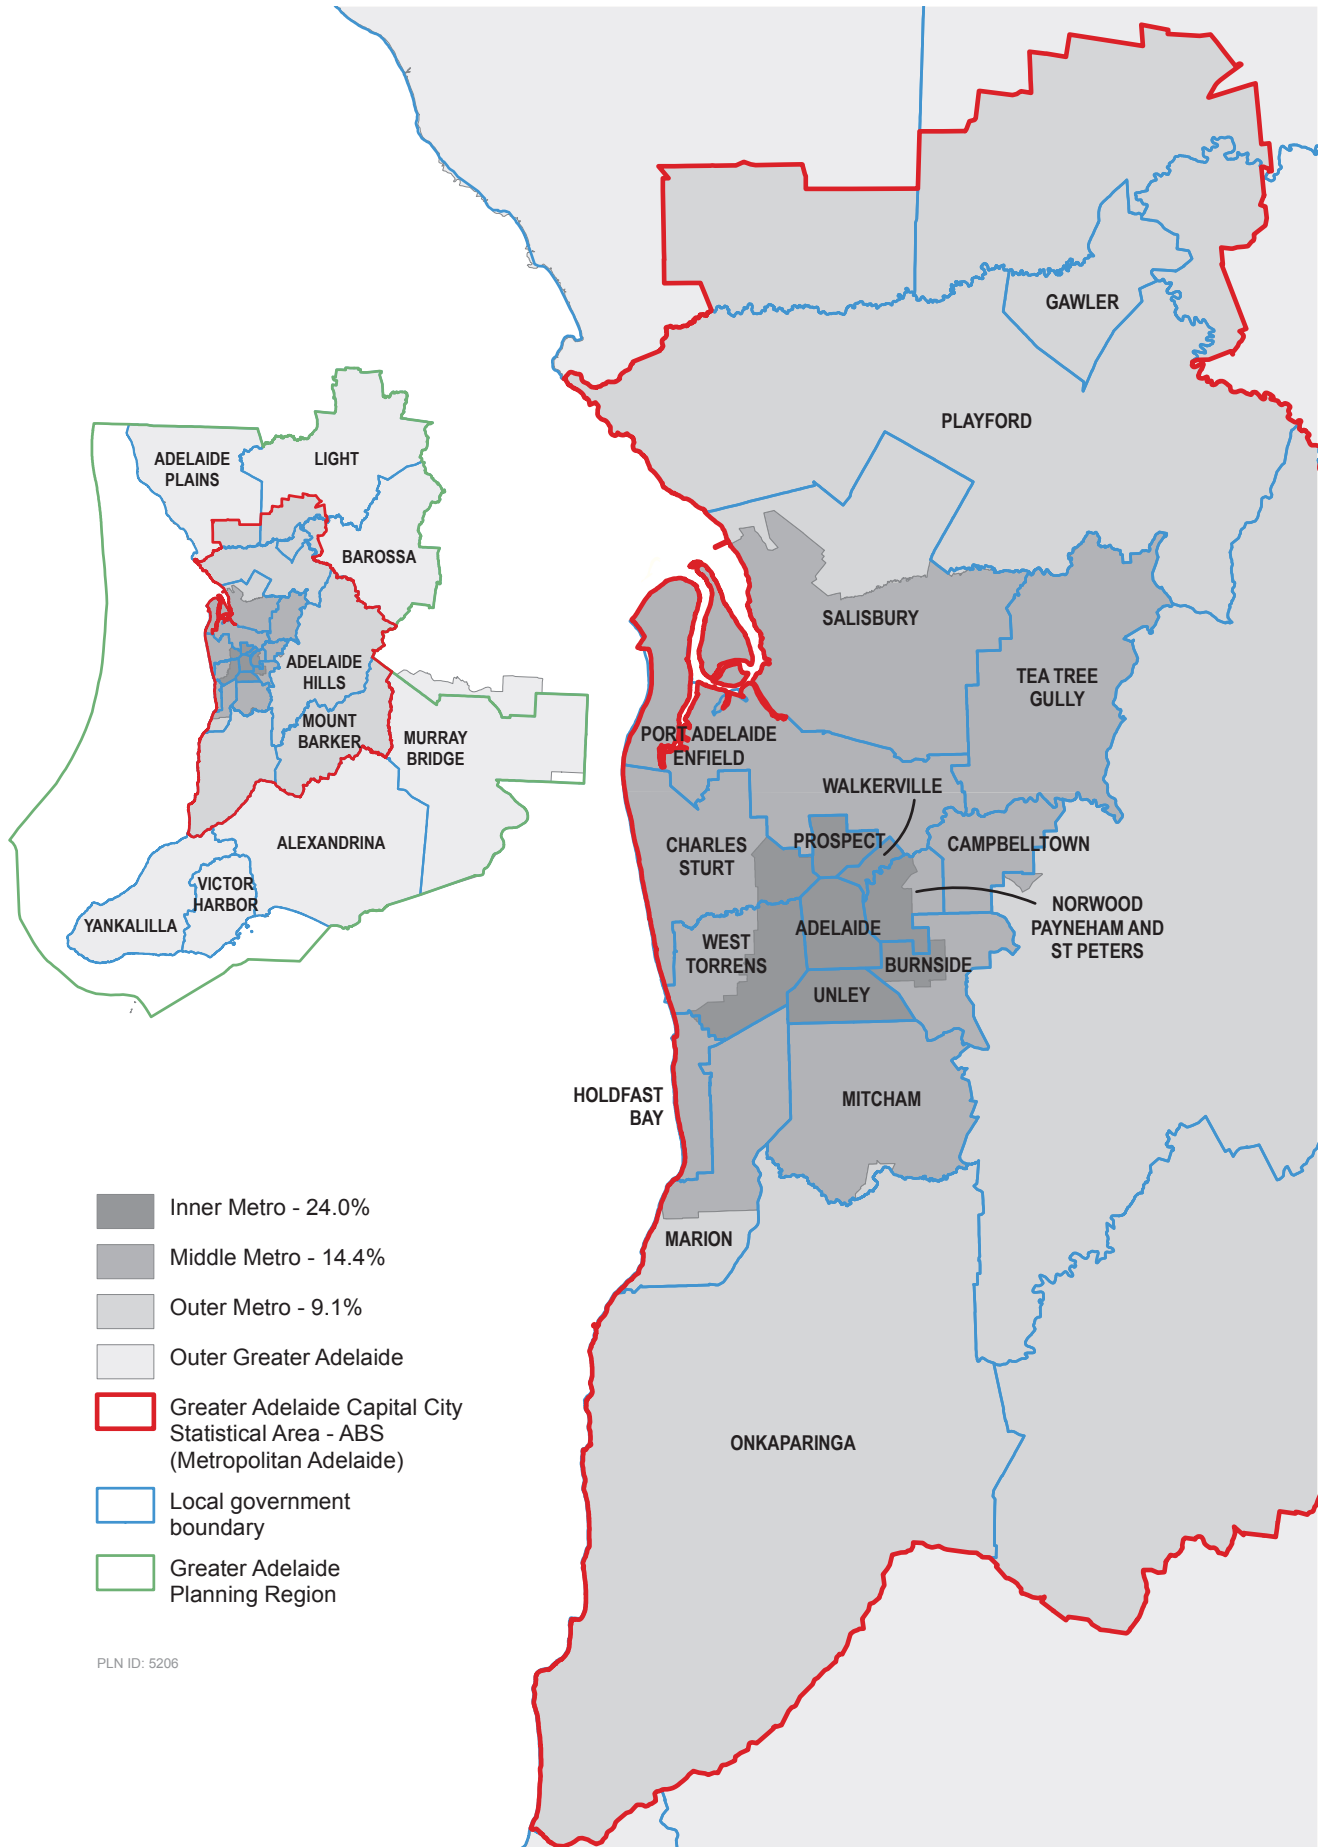 GAWLER
PLAYFORD
SALISBURY
TEA TREE
GULLY
PORT ADELAIDE
ENFIELD
WALKERVILLE
PROSPECT
CAMPBELLTOWN
CHARLES
STURT
NORWOOD
PAYNEHAM AND
ST PETERS
ADELAIDE
WEST
TORRENS
BURNSIDE
UNLEY
HOLDFAST
BAY
MITCHAM
MARION
ONKAPARINGA
ADELAIDE
PLAINS
LIGHT
BAROSSA
ADELAIDE
HILLS
MOUNT
BARKER
MURRAY
BRIDGE
ALEXANDRINA
VICTOR
HARBOR
YANKALILLA
Inner Metro - 24.0%
Middle Metro - 14.4%
Outer Metro - 9.1%
Outer Greater Adelaide
Greater Adelaide Capital City
Statistical Area - ABS
(Metropolitan Adelaide)
Local government
boundary
Greater Adelaide
Planning Region
PLN ID: 5206